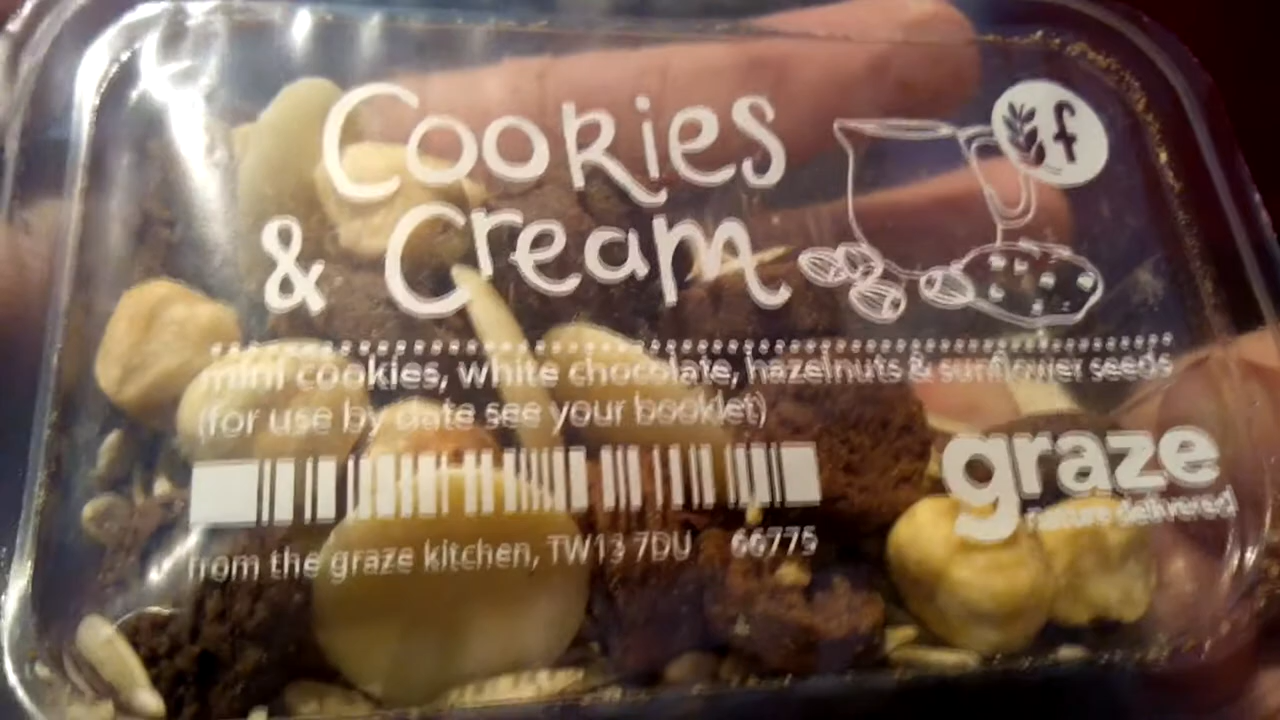 Cookies
& Cream
f
mini cookies, white chocolate, hazelnuts & sunflower seeds
(for use by date see your booklet)
graze
nature delivered
from the graze kitchen, TW13 7DU 66775